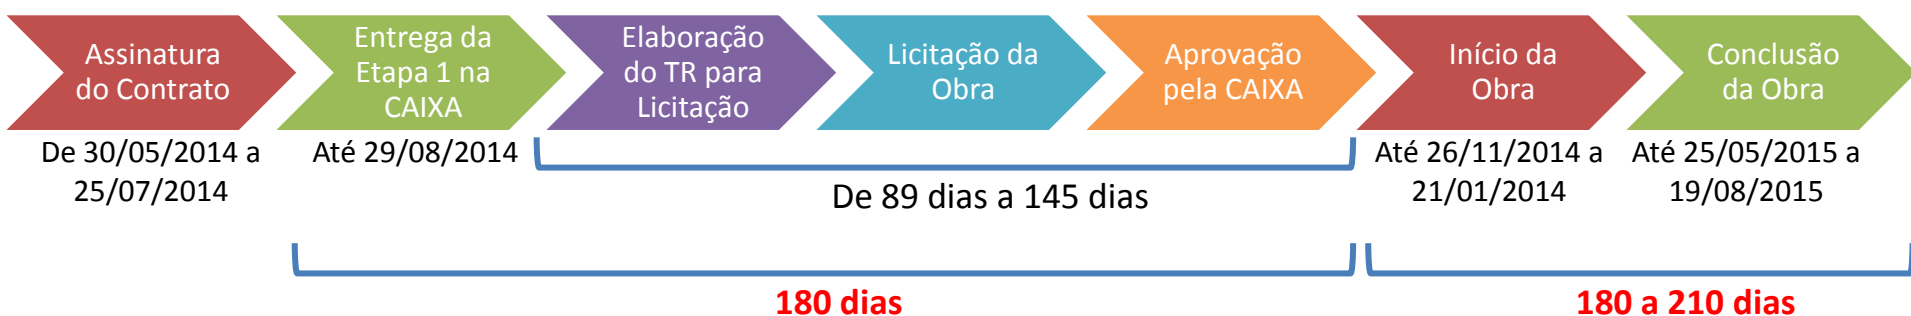 Assinatura
do Contrato
Entrega da
Etapa 1 na
CAIXA
Elaboração
do TR para
Licitação
Licitação da
Obra
Aprovação
pela CAIXA
Início da
Obra
Conclusão
da Obra
De 30/05/2014 a
25/07/2014
Até 29/08/2014
De 89 dias a 145 dias
Até 26/11/2014 a
21/01/2014
Até 25/05/2015 a
19/08/2015
180 dias
180 a 210 dias